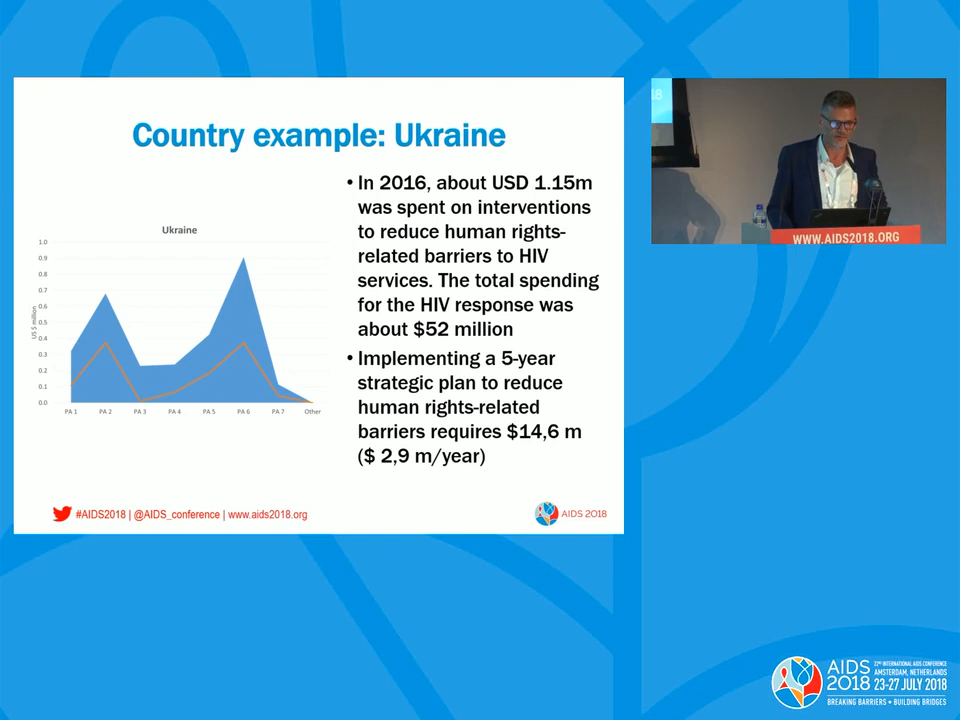 Country example: Ukraine
Ukraine
1.0
0.9
0.8
0.7
0.6
0.5
0.4
0.3
0.2
0.1
0.0
US $ million
PA 1 PA 2 PA 3 PA 4 PA 5 PA 6 PA 7 Other
• In 2016, about USD 1.15m
was spent on interventions
to reduce human rights-
related barriers to HIV
services. The total spending
for the HIV response was
about $52 million
• Implementing a 5-year
strategic plan to reduce
human rights-related
barriers requires $14,6 m
($ 2,9 m/year)
#AIDS2018 | @AIDS_conference | www.aids2018.org
AIDS 2018
WWW.AIDS2018.ORG
AIDS
2018
22ND INTERNATIONAL AIDS CONFERENCE
AMSTERDAM, NETHERLANDS
23-27 JULY 2018
BREAKING BARRIERS • BUILDING BRIDGES